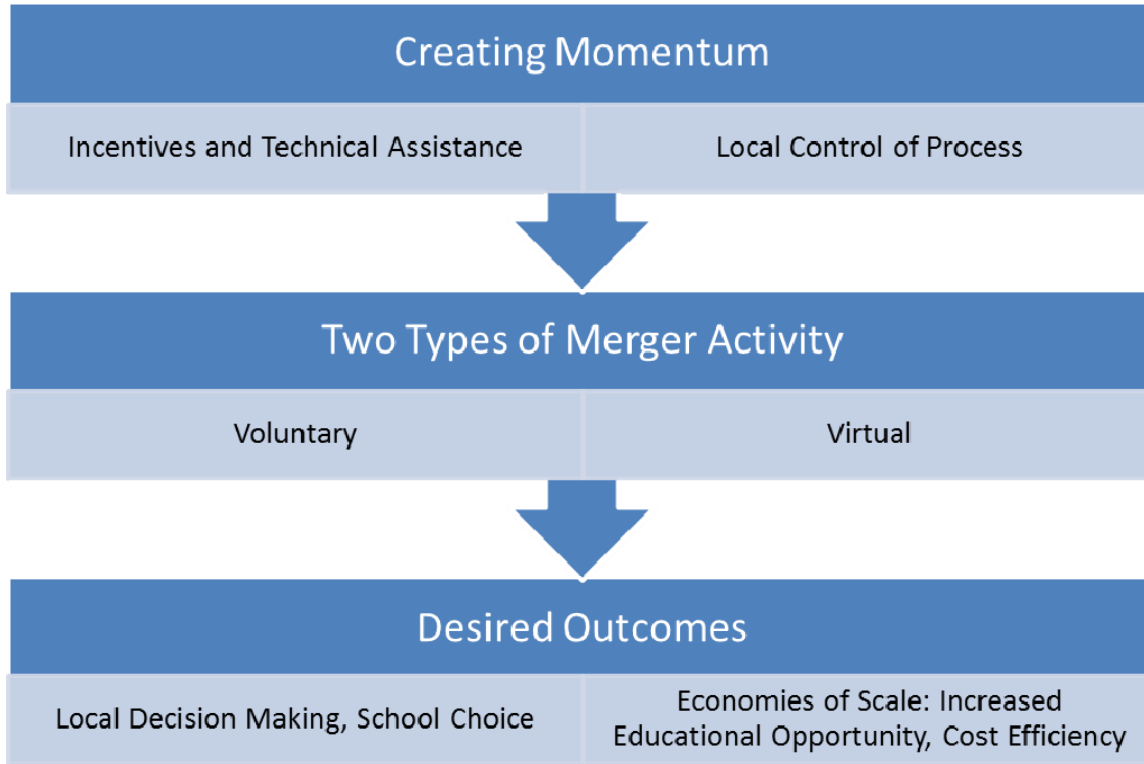 Creating Momentum
Incentives and Technical Assistance
Local Control of Process
Two Types of Merger Activity
Voluntary
Virtual
Desired Outcomes
Local Decision Making, School Choice
Economies of Scale: Increased
Educational Opportunity, Cost Efficiency